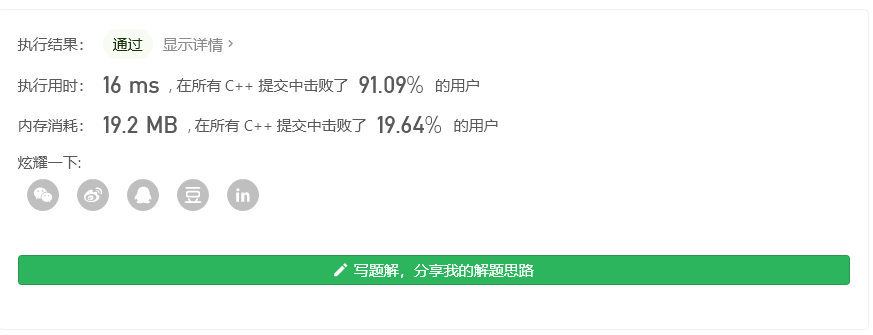 执行结果： 通过 显示详情 >
执行用时： 16 ms , 在所有 C++ 提交中击败了 91.09% 的用户
内存消耗： 19.2 MB , 在所有 C++ 提交中击败了 19.64% 的用户
炫耀一下:
豆 in
写题解，分享我的解题思路